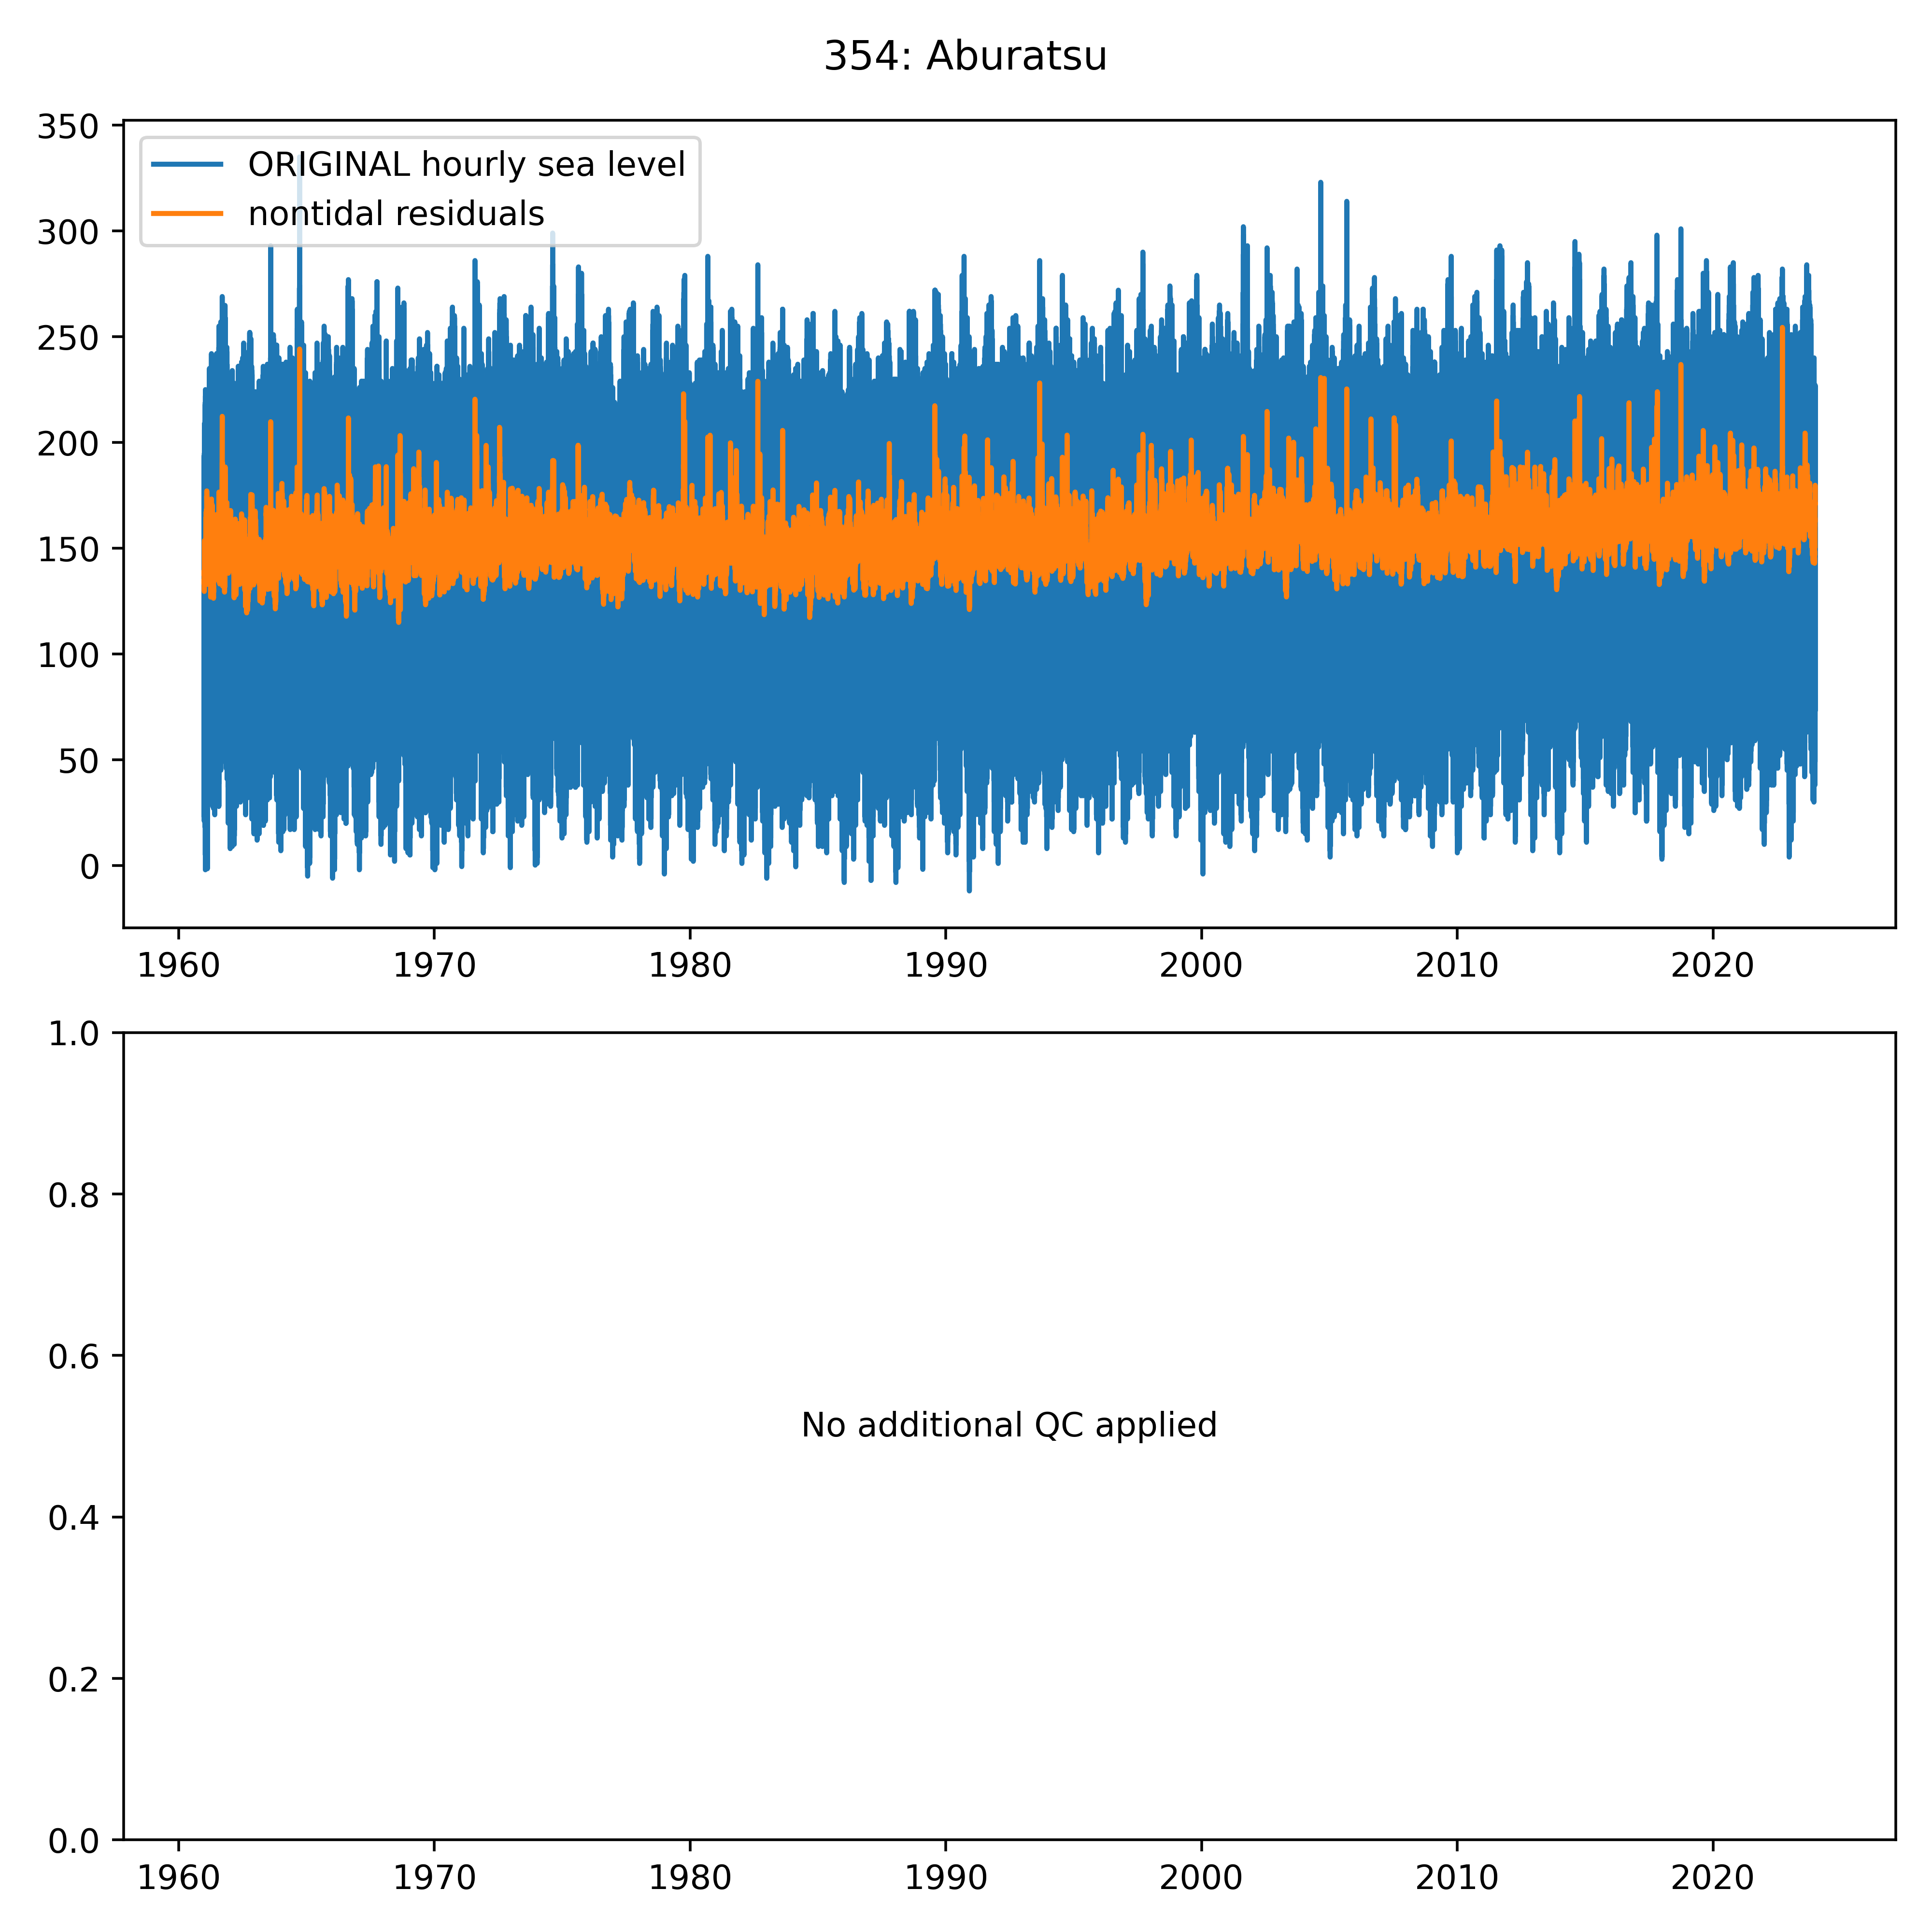 354: Aburatsu
350
300
250
200
150
100
50
0
ORIGINAL hourly sea level
nontidal residuals
1960 1970 1980 1990 2000 2010 2020
1.0
0.8
0.6
0.4
0.2
0.0
No additional QC applied
1960 1970 1980 1990 2000 2010 2020